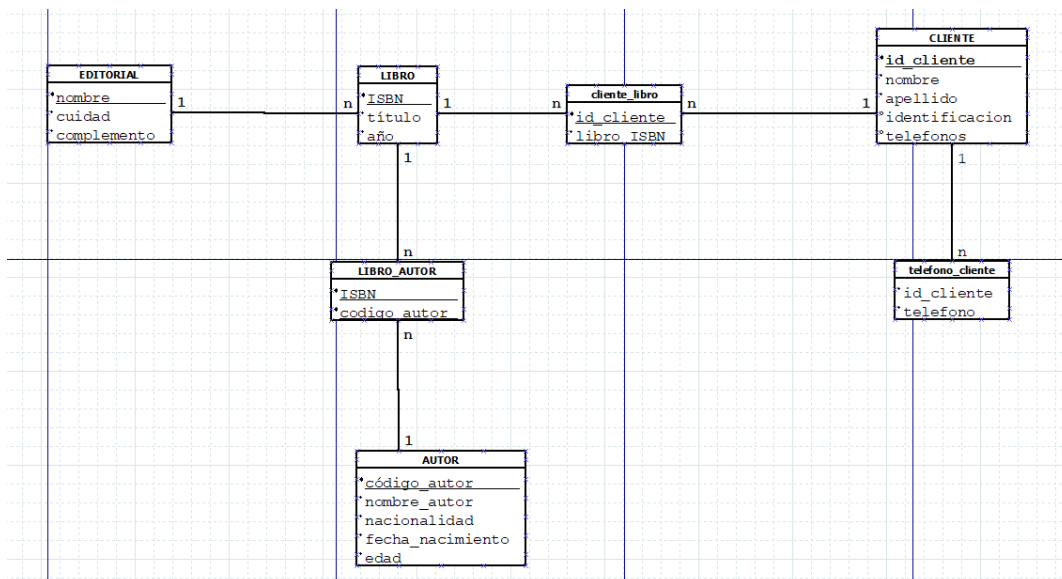 EDITORIAL
nombre
cuidad
complemento
1
n
LIBRO
ISBN
título
año
1
1
n
cliente_libro
id_cliente
libro_ISBN
n
1
CLIENTE
id_cliente
nombre
apellido
identificacion
telefonos
1
n
telefono_cliente
id_cliente
telefono
n
LIBRO_AUTOR
ISBN
codigo_autor
n
1
AUTOR
código_autor
nombre_autor
nacionalidad
fecha_nacimiento
edad